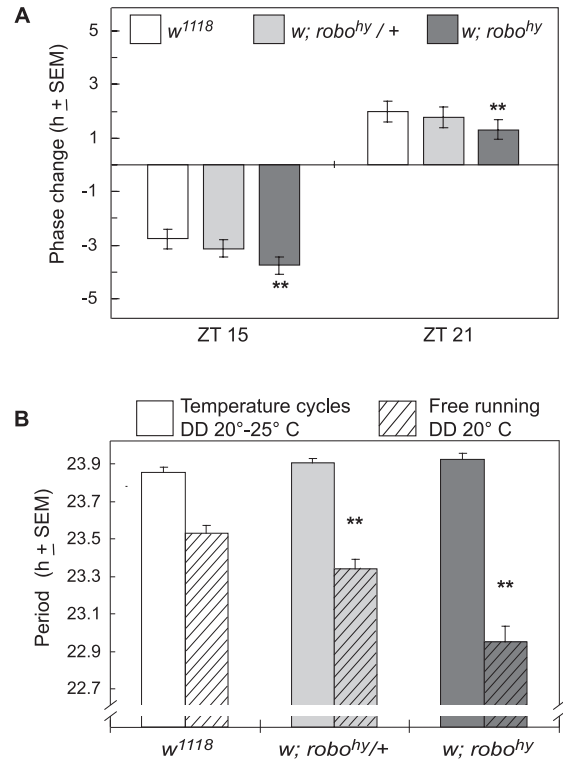 A
5
3
1
-1
-3
-5
Phase change (h ± SEM)
w1118
w; robohy / +
w; robohy
**
**
ZT 15
ZT 21
B
Temperature cycles
DD 20°-25° C
Free running
DD 20° C
23.9
23.7
23.5
23.3
23.1
22.9
22.7
Period (h ± SEM)
**
**
w1118
w; robohy/+
w; robohy